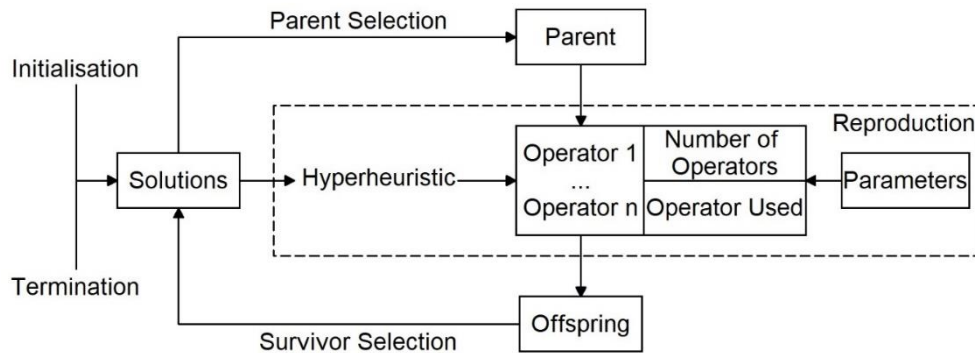 Parent Selection
Parent
Initialisation
Reproduction
Number of
Operators
Operator 1
...
Operator n
Operator Used
Solutions
Hyperheuristic
Parameters
Termination
Offspring
Survivor Selection